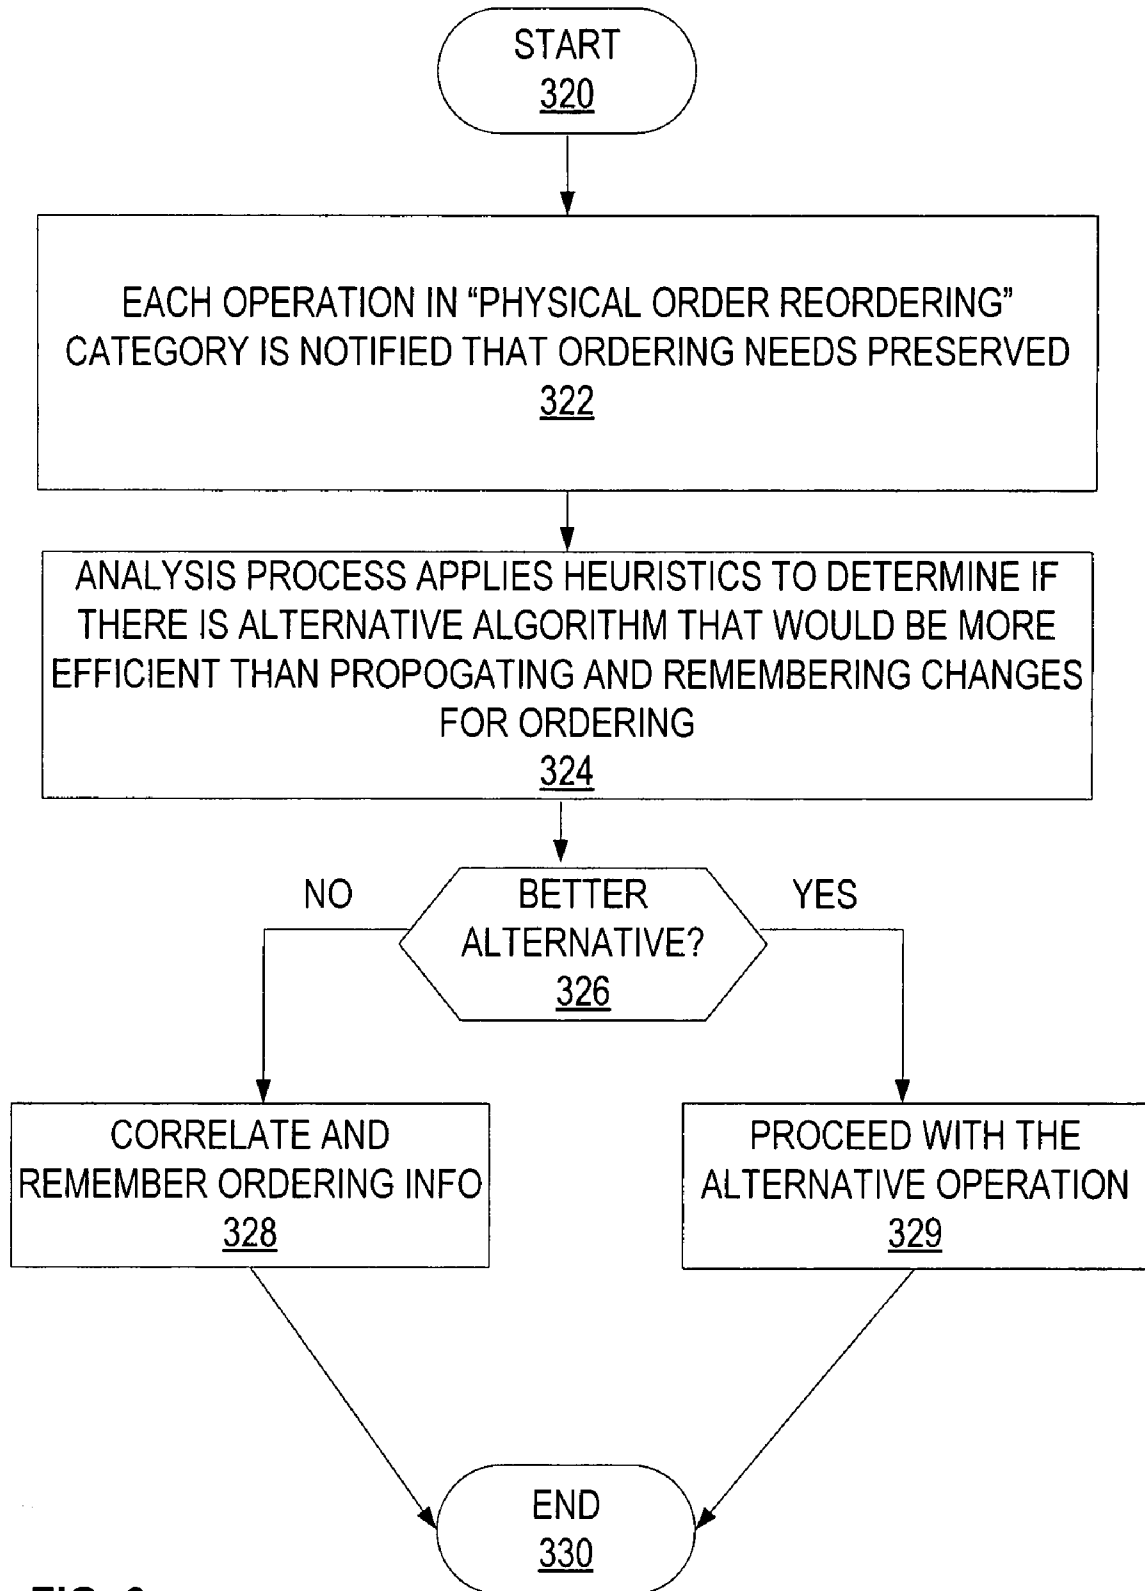 START
320
EACH OPERATION IN “PHYSICAL ORDER REORDERING”
CATEGORY IS NOTIFIED THAT ORDERING NEEDS PRESERVED
322
ANALYSIS PROCESS APPLIES HEURISTICS TO DETERMINE IF
THERE IS ALTERNATIVE ALGORITHM THAT WOULD BE MORE
EFFICIENT THAN PROPOGATING AND REMEMBERING CHANGES
FOR ORDERING
324
NO
BETTER
YES
ALTERNATIVE?
326
CORRELATE AND
REMEMBER ORDERING INFO
328
PROCEED WITH THE
ALTERNATIVE OPERATION
329
END
330